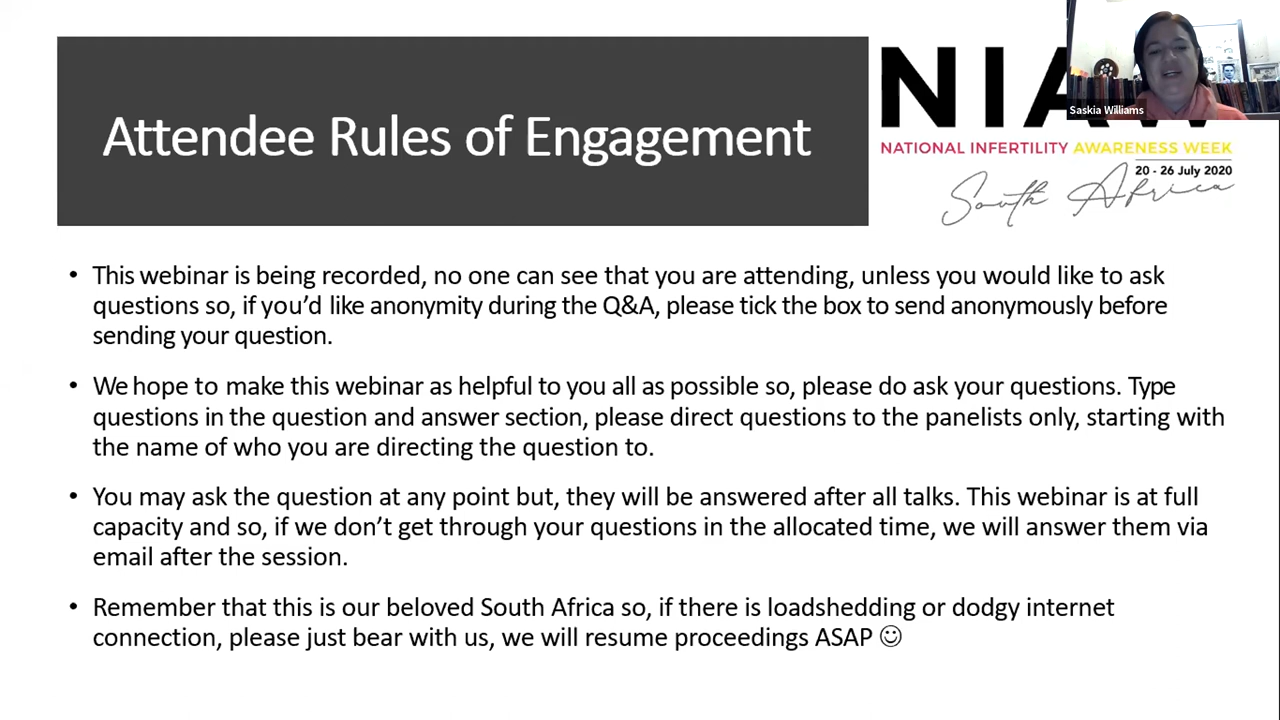 Attendee Rules of Engagement
NIAW
Saskia Williams
NATIONAL INFERTILITY AWARENESS WEEK
20 - 26 July 2020
South Africa
• This webinar is being recorded, no one can see that you are attending, unless you would like to ask
questions so, if you’d like anonymity during the Q&A, please tick the box to send anonymously before
sending your question.
• We hope to make this webinar as helpful to you all as possible so, please do ask your questions. Type
questions in the question and answer section, please direct questions to the panelists only, starting with
the name of who you are directing the question to.
• You may ask the question at any point but, they will be answered after all talks. This webinar is at full
capacity and so, if we don’t get through your questions in the allocated time, we will answer them via
email after the session.
• Remember that this is our beloved South Africa so, if there is loadshedding or dodgy internet
connection, please just bear with us, we will resume proceedings ASAP ☺